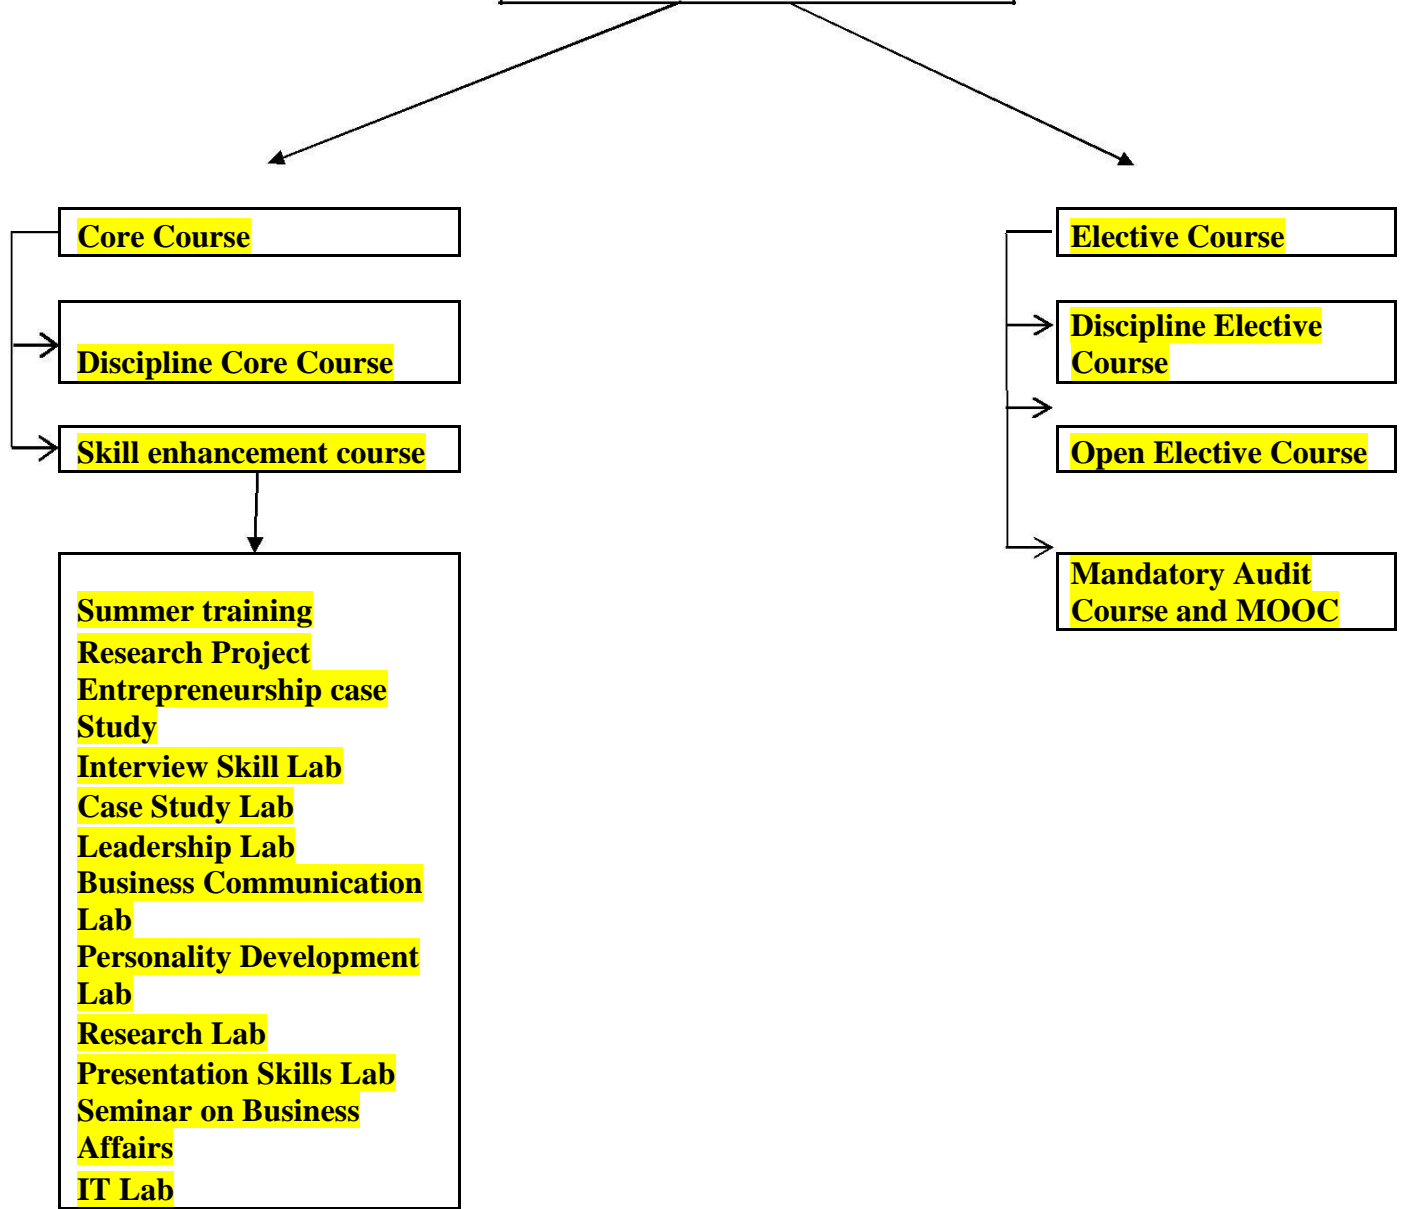 Core Course
Discipline Core Course
Skill enhancement course
Summer training
Research Project
Entrepreneurship case
Study
Interview Skill Lab
Case Study Lab
Leadership Lab
Business Communication
Lab
Personality Development
Lab
Research Lab
Presentation Skills Lab
Seminar on Business
Affairs
IT Lab
Elective Course
Discipline Elective
Course
Open Elective Course
Mandatory Audit
Course and MOOC